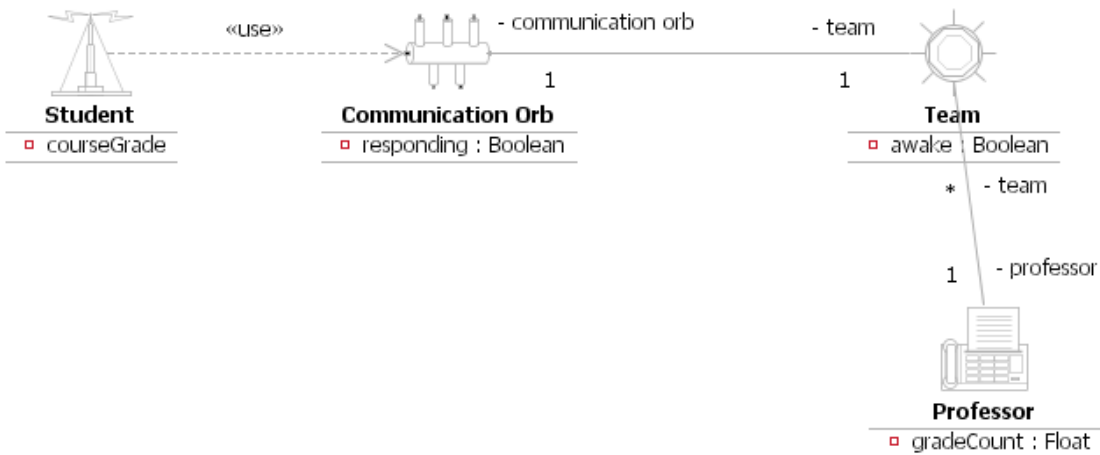 «use»
- communication orb
- team
1
1
Student
Communication Orb
Team
courseGrade
responding : Boolean
awake : Boolean
*
- team
1
- professor
Professor
gradeCount : Float